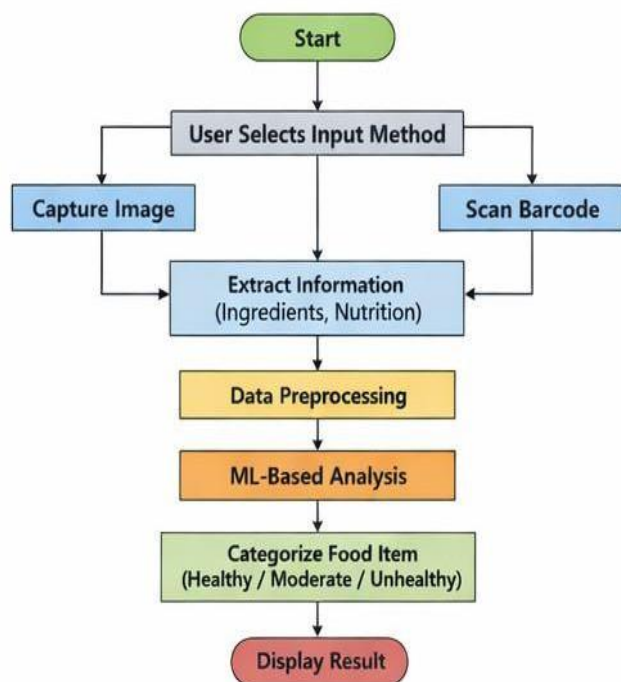 Start
User Selects Input Method
Capture Image
Scan Barcode
Extract Information
(Ingredients, Nutrition)
Data Preprocessing
ML-Based Analysis
Categorize Food Item
(Healthy / Moderate / Unhealthy)
Display Result